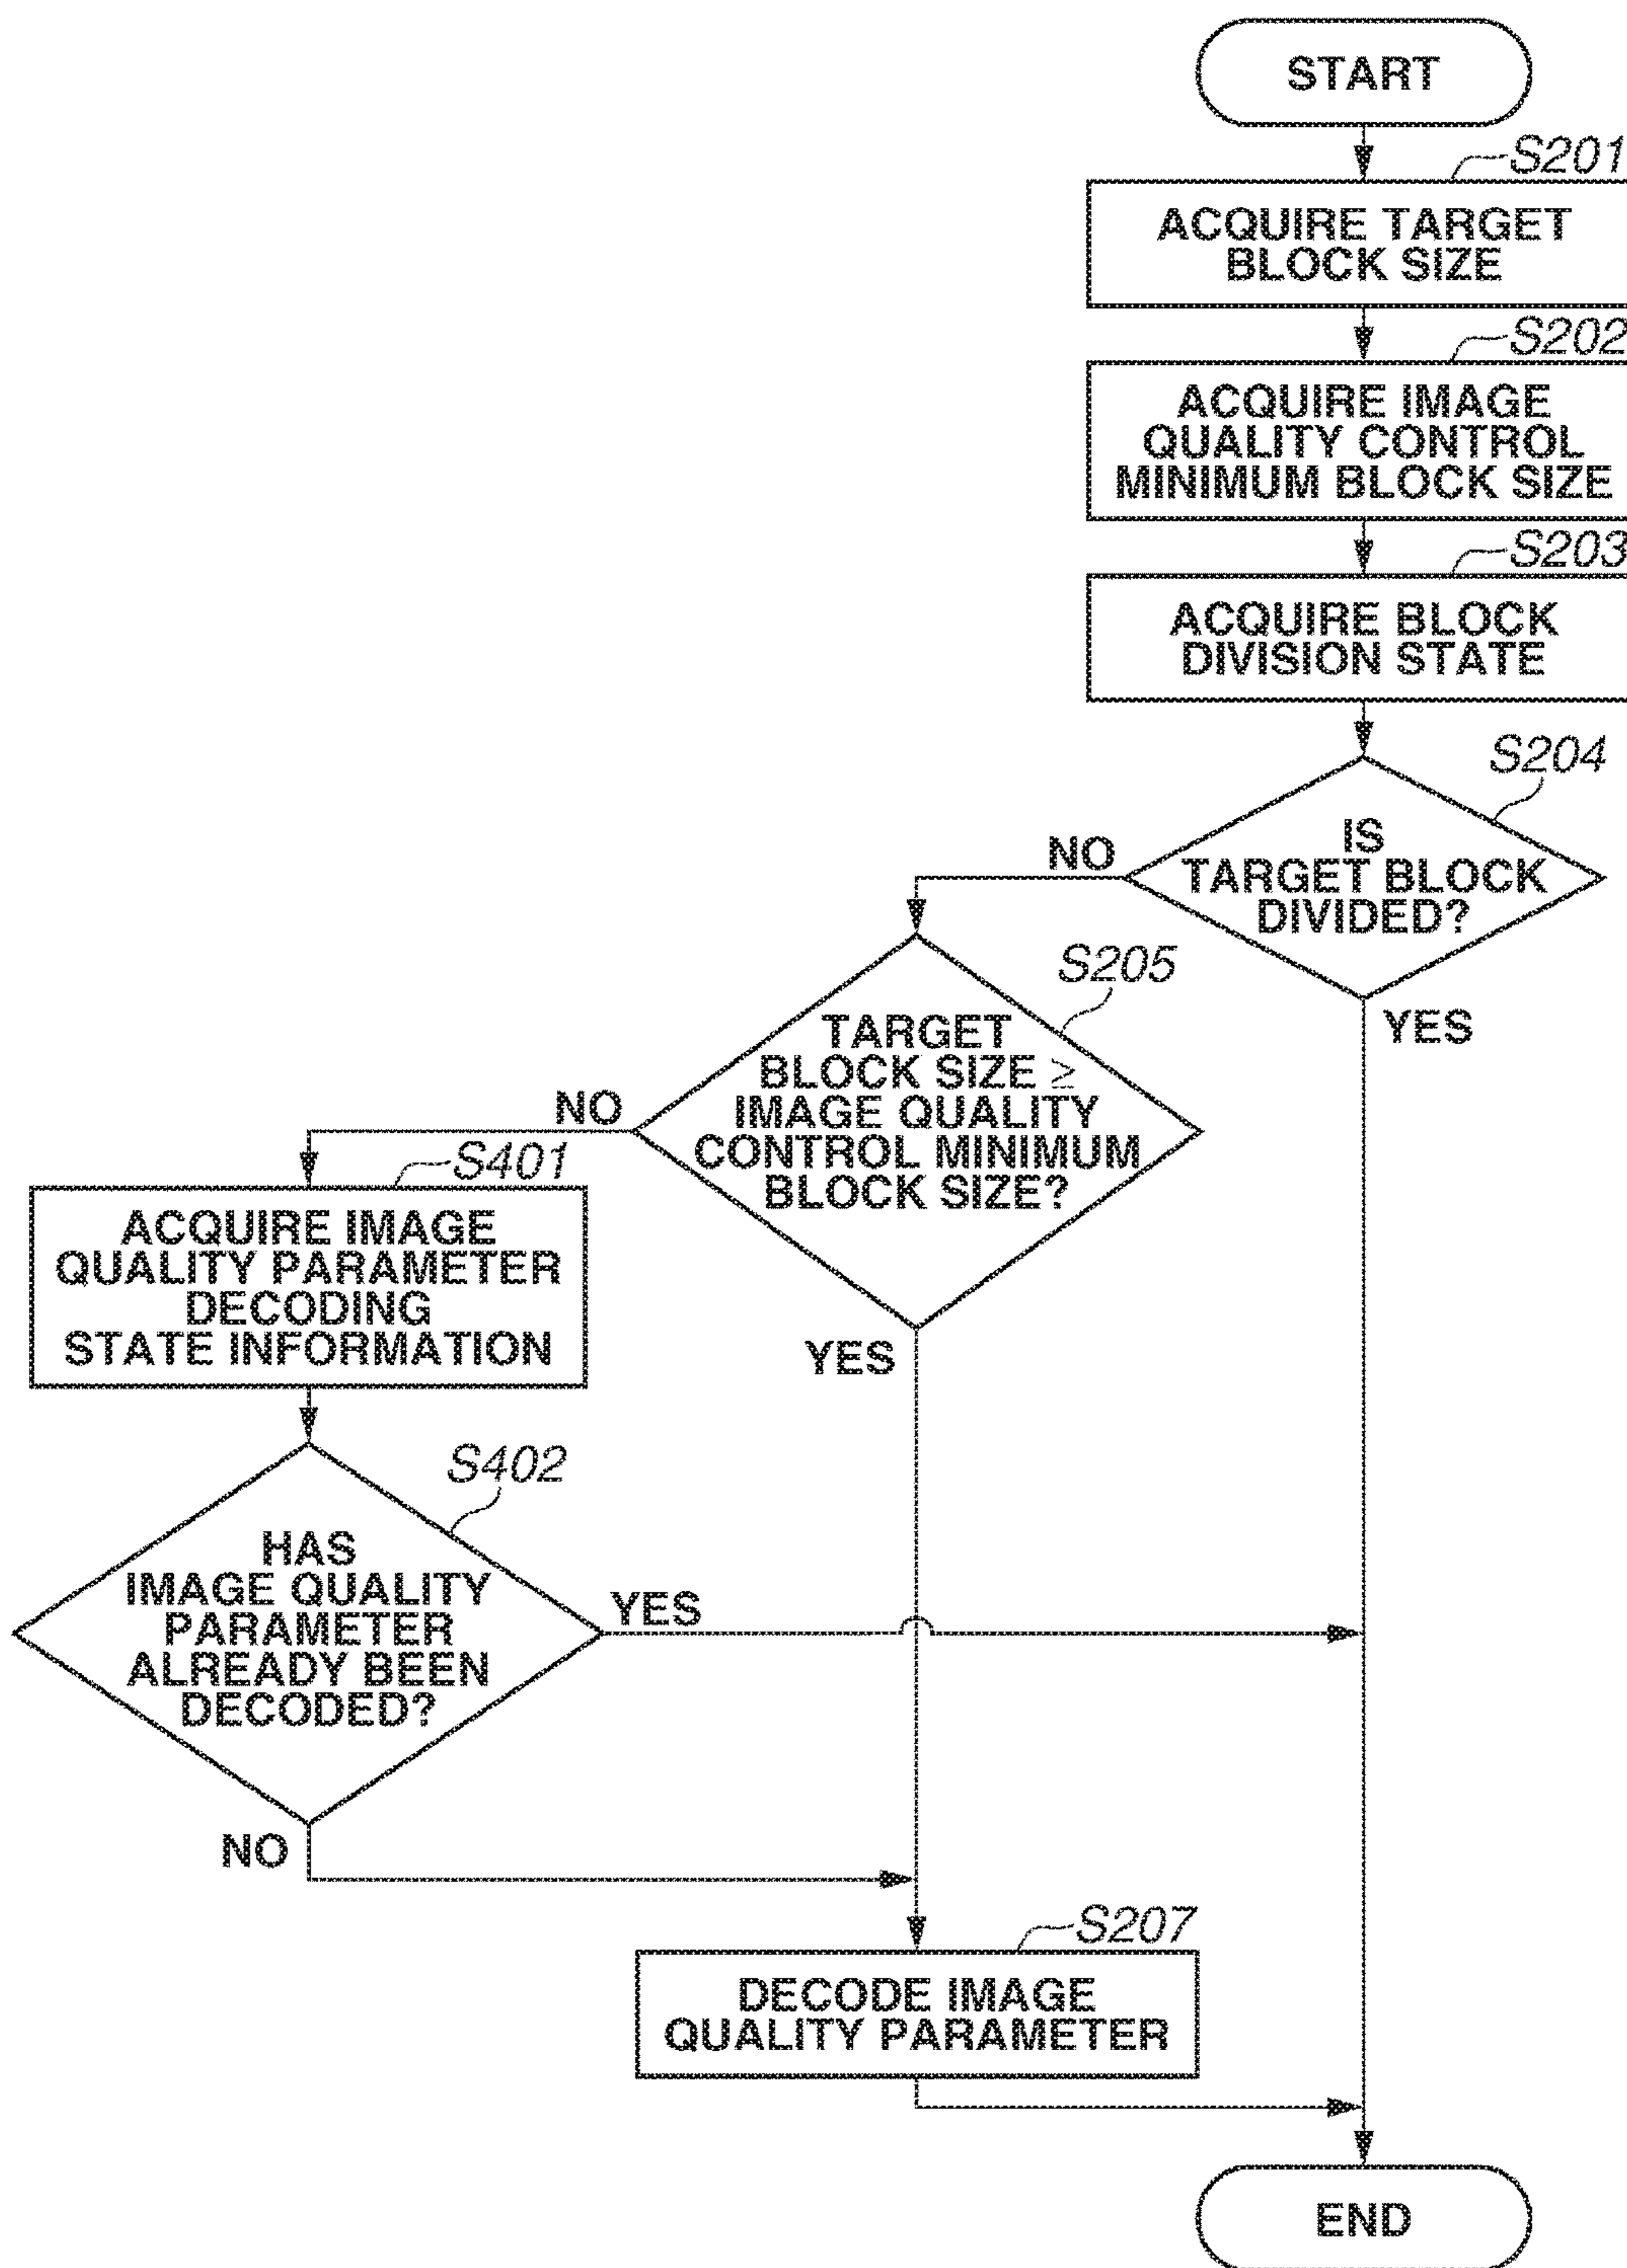 START
S201
ACQUIRE TARGET
BLOCK SIZE
S202
ACQUIRE IMAGE
QUALITY CONTROL
MINIMUM BLOCK SIZE
S203
ACQUIRE BLOCK
DIVISION STATE
S204
IS
TARGET BLOCK
DIVIDED?
NO
YES
S205
TARGET
BLOCK SIZE ≥
IMAGE QUALITY
CONTROL MINIMUM
BLOCK SIZE?
NO
YES
S401
ACQUIRE IMAGE
QUALITY PARAMETER
DECODING
STATE INFORMATION
S402
HAS
IMAGE QUALITY
PARAMETER
ALREADY BEEN
DECODED?
YES
NO
S207
DECODE IMAGE
QUALITY PARAMETER
END